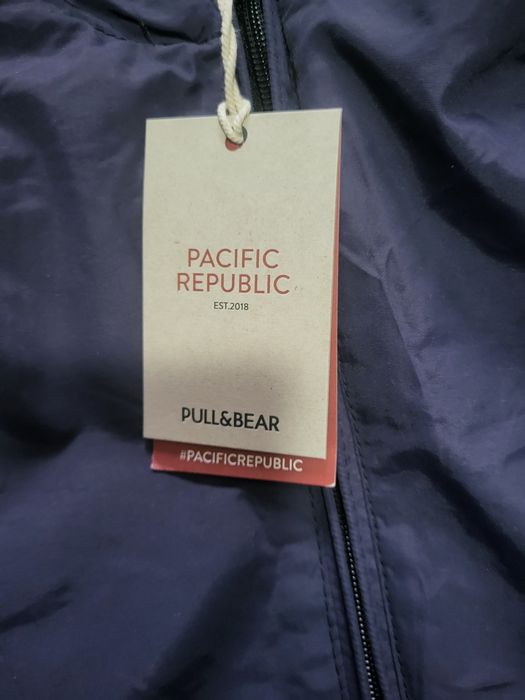 PACIFIC
REPUBLIC
EST.2018
PULL&BEAR
#PACIFICREPUBLIC